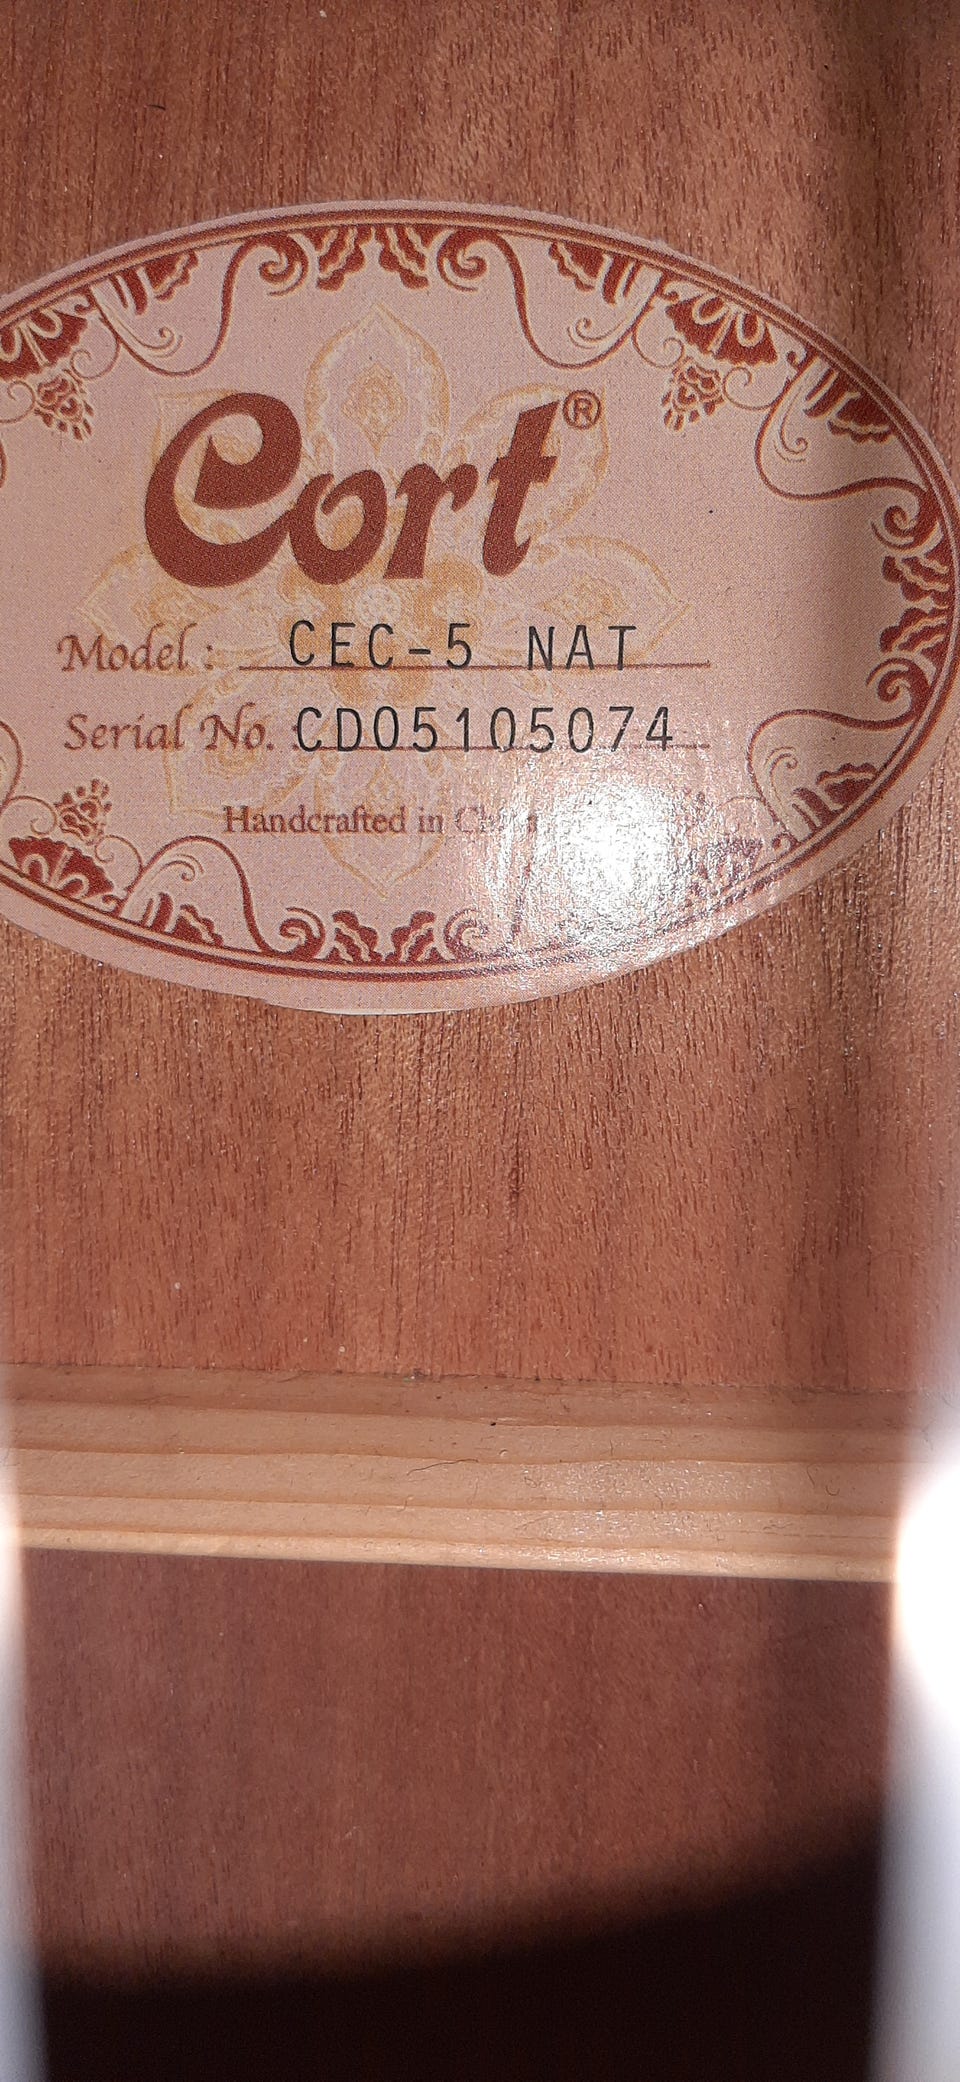 Cort®
Model : CEC-5 NAT
Serial No. CD05105074
Handcrafted in